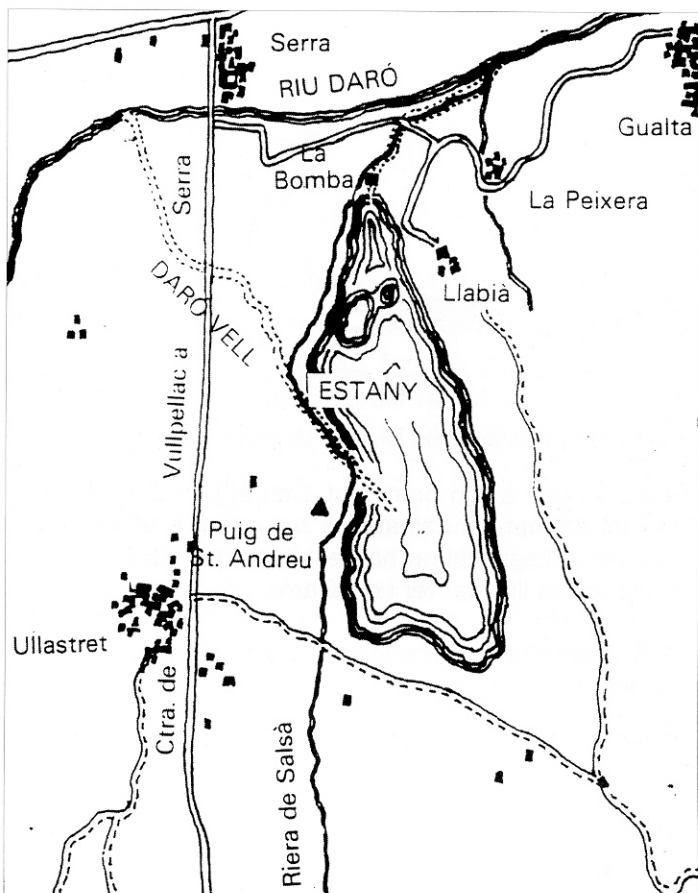 Serra
RIU DARÓ
Gualta
La
Bomba
La Peixera
Serra
Llabià
DARÓ VELL
ESTANY
Vullpellac a
Puig de
St. Andreu
Ullastret
Ctra. de
Riera de Salsà